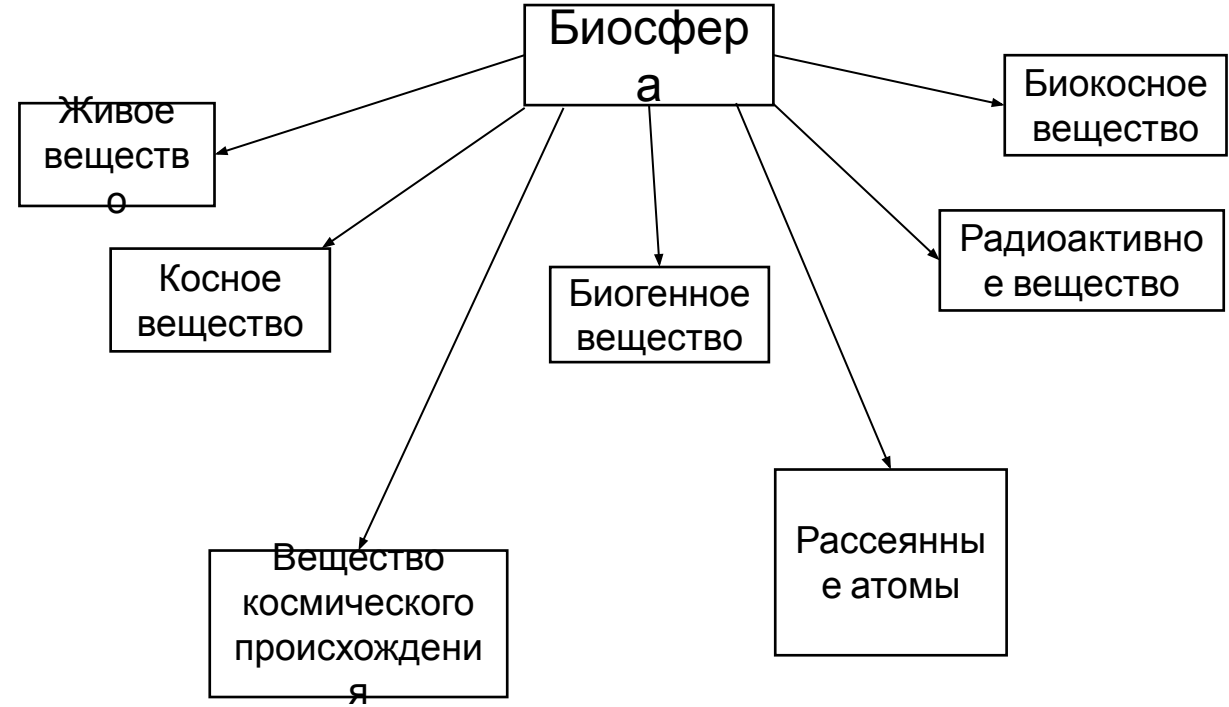 Биосфер
а
Живое
веществ
о
Биокосное
вещество
Косное
вещество
Биогенное
вещество
Радиоактивно
е вещество
Вещество
космического
происхождени
я
Рассеянны
е атомы